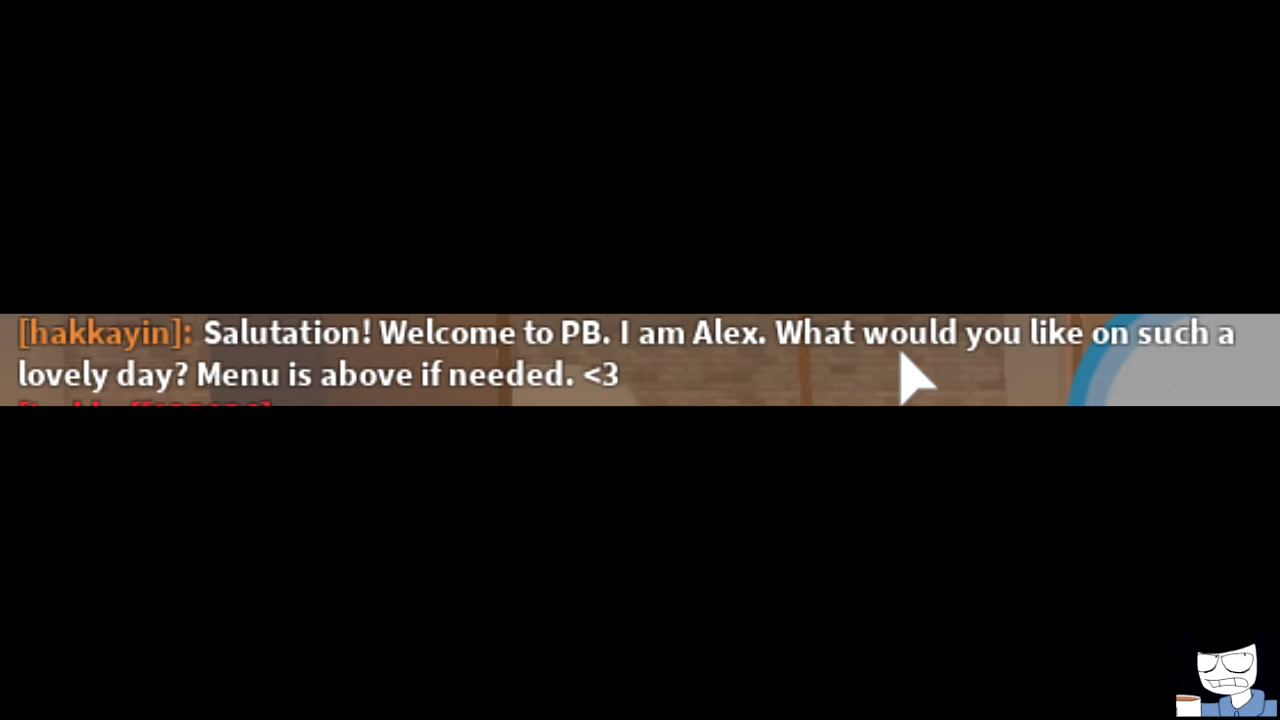 [hakkayin]: Salutation! Welcome to PB. I am Alex. What would you like on such a
lovely day? Menu is above if needed. <3